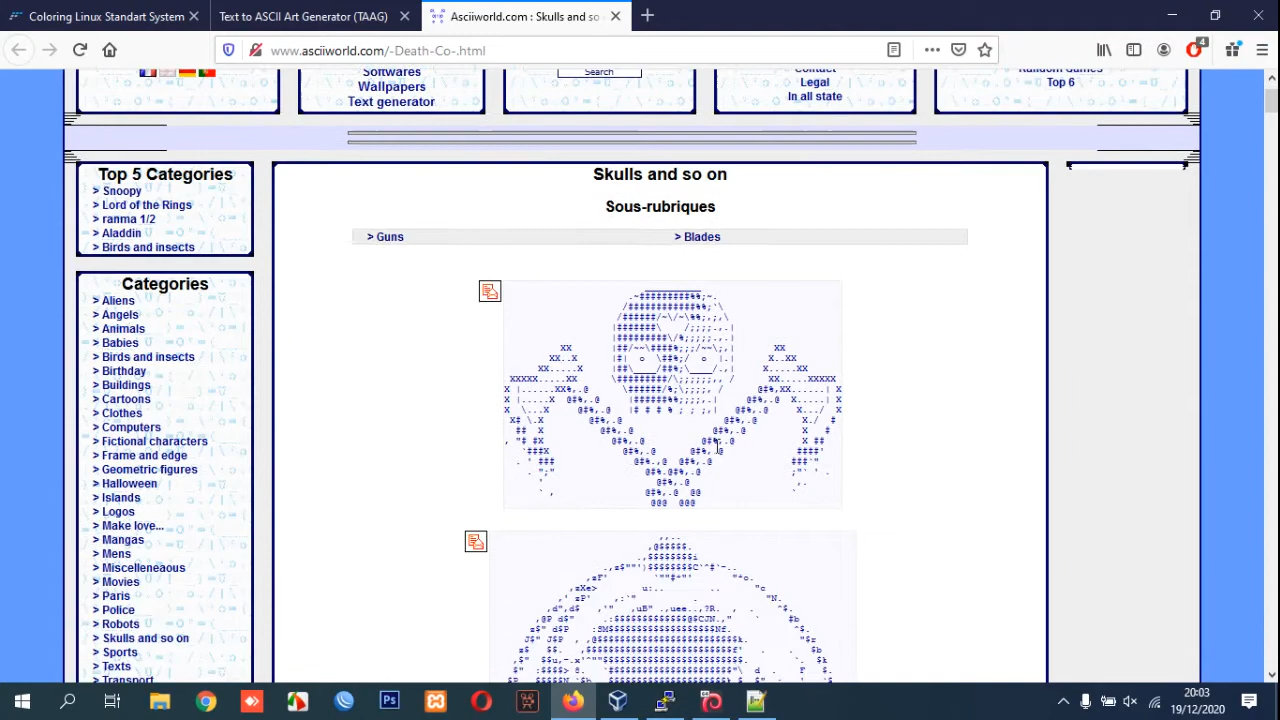 Coloring Linux Standart System
Text to ASCII Art Generator (TAAG)
Asciiworld.com : Skulls and so
www.asciiworld.com/-Death-Co-.html
4
Softwares
Wallpapers
Text generator
Search
Contact
Legal
In all state
Random Games
Top 6
Top 5 Categories
> Snoopy
> Lord of the Rings
> ranma 1/2
> Aladdin
> Birds and insects
Categories
> Aliens
> Angels
> Animals
> Babies
> Birds and insects
> Birthday
> Buildings
> Cartoons
> Clothes
> Computers
> Fictional characters
> Frame and edge
> Geometric figures
> Halloween
> Islands
> Logos
> Make love...
> Mangas
> Mens
> Miscelleneaous
> Movies
> Paris
> Police
> Robots
> Skulls and so on
> Sports
> Texts
> Transport
Skulls and so on
Sous-rubriques
> Guns
> Blades
20:03
19/12/2020